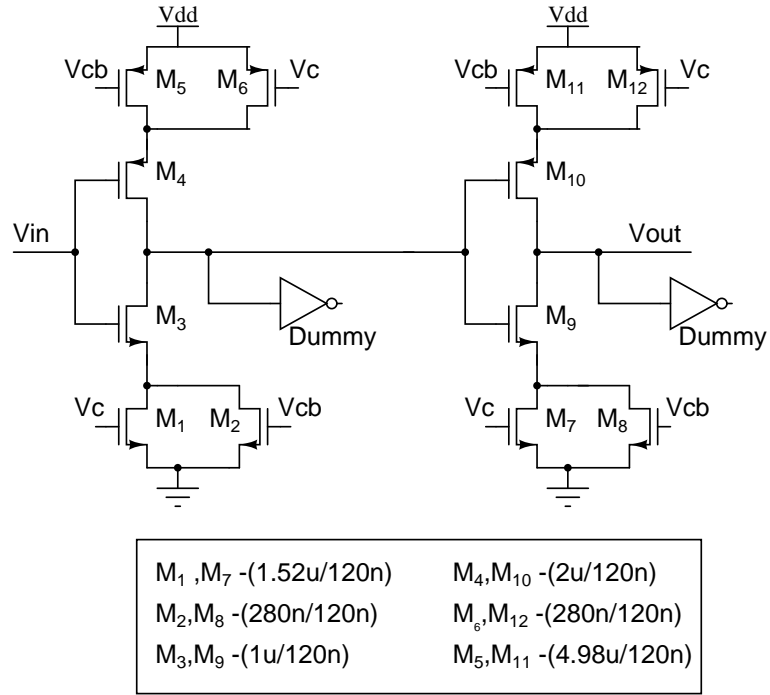 Vdd Vdd
Vcb M₅ M₆ Vc Vcb M₁₁ M₁₂ Vc
M₄ M₁₀
Vin Vout
M₃ Dummy M₉ Dummy
Vc M₁ M₂ Vcb Vc M₇ M₈ Vcb
M₁ ,M₇ -(1.52u/120n) M₄,M₁₀ -(2u/120n)
M₂,M₈ -(280n/120n) M₆,M₁₂ -(280n/120n)
M₃,M₉ -(1u/120n) M₅,M₁₁ -(4.98u/120n)